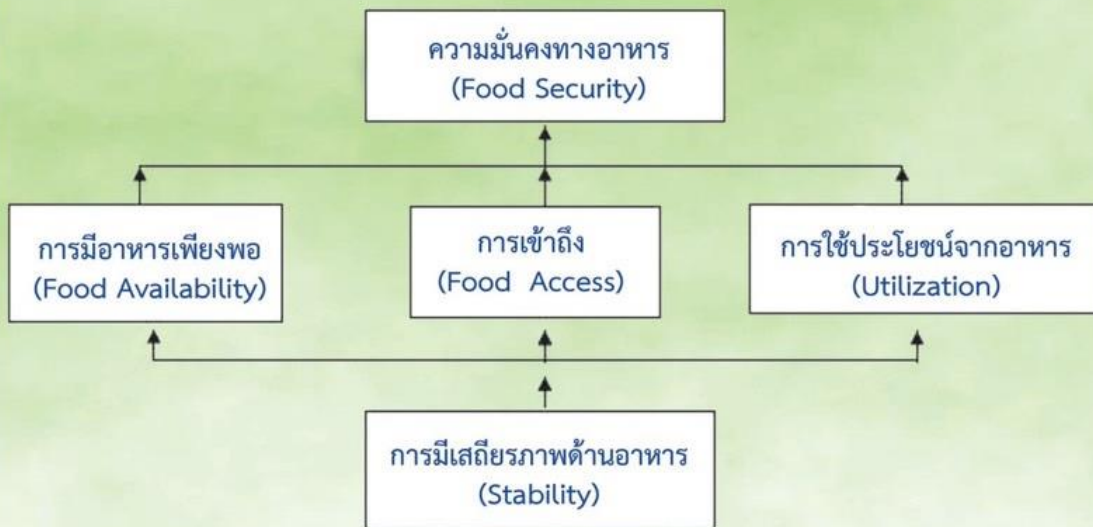 ความมั่นคงทางอาหาร
(Food Security)
การมีอาหารเพียงพอ
(Food Availability)
การเข้าถึง
(Food Access)
การใช้ประโยชน์จากอาหาร
(Utilization)
การมีเสถียรภาพด้านอาหาร
(Stability)